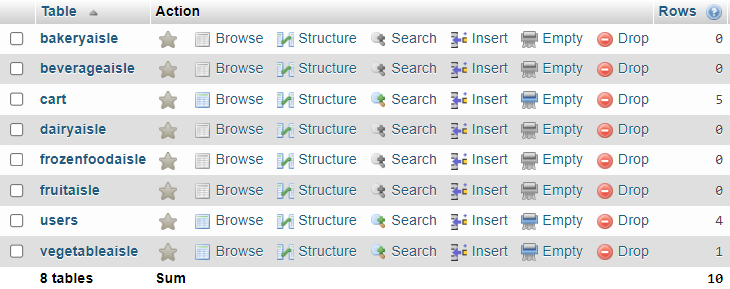 Table Action Rows
bakeryaisle Browse Structure Search Insert Empty Drop 0
beverageaisle Browse Structure Search Insert Empty Drop 0
cart Browse Structure Search Insert Empty Drop 5
dairyaisle Browse Structure Search Insert Empty Drop 0
frozenfoodaisle Browse Structure Search Insert Empty Drop 0
fruitaisle Browse Structure Search Insert Empty Drop 0
users Browse Structure Search Insert Empty Drop 4
vegetableaisle Browse Structure Search Insert Empty Drop 1
8 tables Sum 10